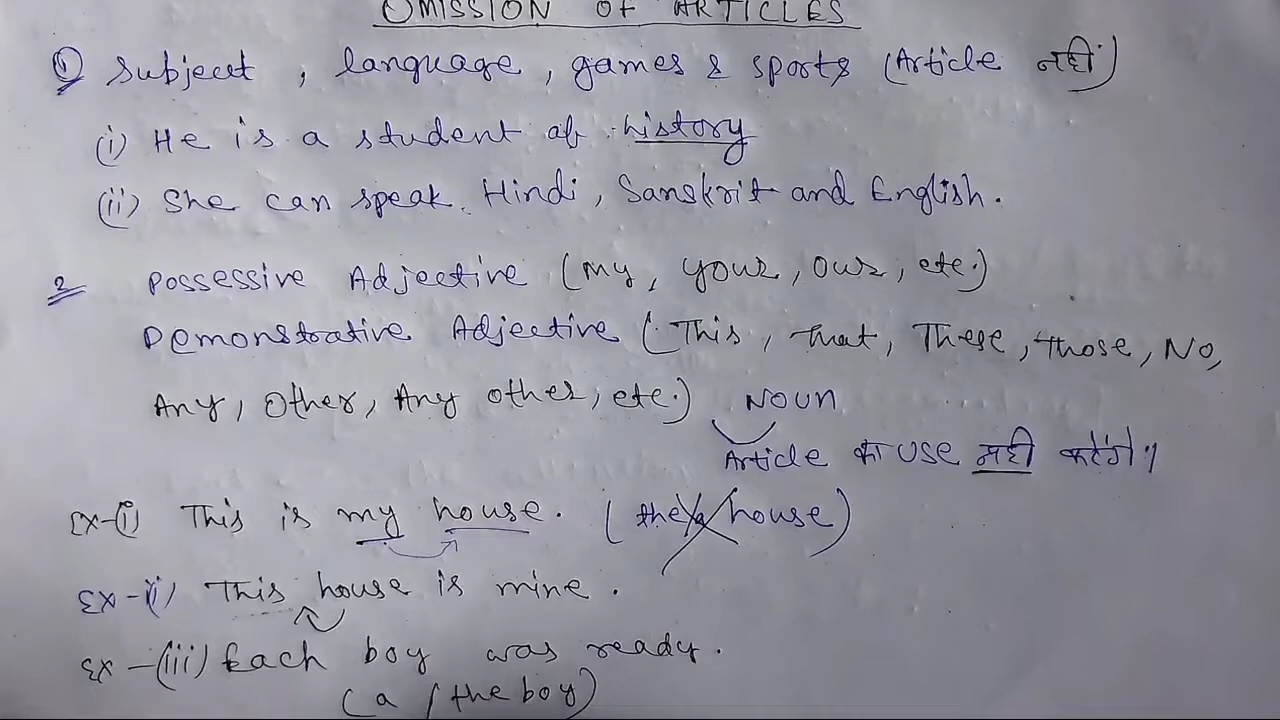 OMISSION OF ARTICLES
① Subject, language, games & sports (Article नहीं)
(i) He is a student of history
(ii) She can speak Hindi, Sanskrit and English.
2 Possessive Adjective (My, your, our, etc.)
Demonstrative Adjective (This, that, These, those, No,
Any, Other, Any other, etc.) Noun
Article का use नहीं करेंगे।
Ex-(i) This is my house. (the/a house)
Ex-(ii) This house is mine.
Ex-(iii) Each boy was ready.
(a/the boy)